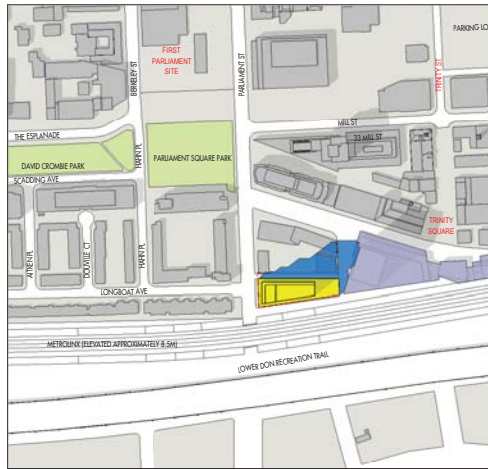 PARKING LO
FIRST
PARLIAMENT
SITE
BERKELEY ST
PARLIAMENT ST
TRINITY ST.
MILL ST
THE ESPLANADE
HAHN PL
PARLIAMENT SQUARE PARK
33 MILL ST
DAVID CROMBIE PARK
SCADDING AVE
TRINITY
SQUARE
AITKEN PL
DOUVILLE CT
HAHN PL
LONGBOAT AVE
METROLINX (ELEVATED APPROXIMATELY 8.5M)
LOWER DON RECREATION TRAIL